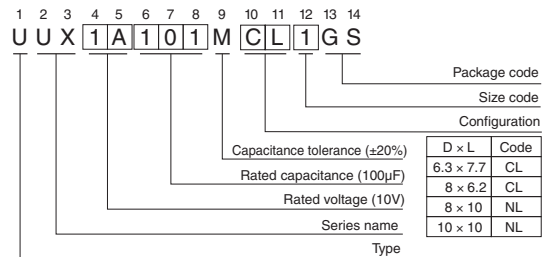 1 2 3 4 5 6 7 8 9 10 11 12 13 14
U U X 1 A 1 0 1 M C L 1 G S
Package code
Size code
Configuration
Capacitance tolerance (±20%)
Rated capacitance (100µF)
Rated voltage (10V)
Series name
Type
D × L Code
6.3 × 7.7 CL
8 × 6.2 CL
8 × 10 NL
10 × 10 NL